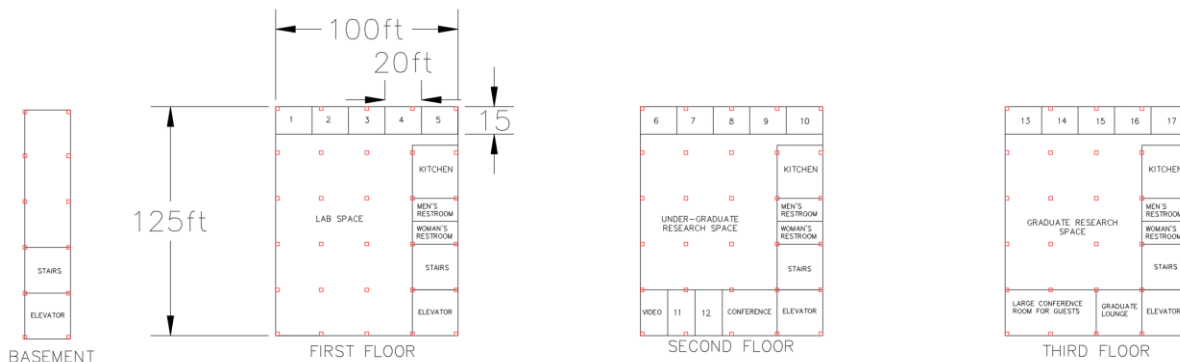 100ft
20ft
15
125ft
STAIRS
ELEVATOR
BASEMENT
1 2 3 4 5
KITCHEN
MEN'S
RESTROOM
WOMAN'S
RESTROOM
LAB SPACE
STAIRS
ELEVATOR
FIRST FLOOR
6 7 8 9 10
KITCHEN
MEN'S
RESTROOM
WOMAN'S
RESTROOM
UNDER-GRADUATE
RESEARCH SPACE
STAIRS
VIDEO 11 12 CONFERENCE ELEVATOR
SECOND FLOOR
13 14 15 16 17
KITCHEN
MEN'S
RESTROOM
WOMAN'S
RESTROOM
GRADUATE RESEARCH
SPACE
STAIRS
LARGE CONFERENCE
ROOM FOR GUESTS
GRADUATE
LOUNGE
ELEVATOR
THIRD FLOOR